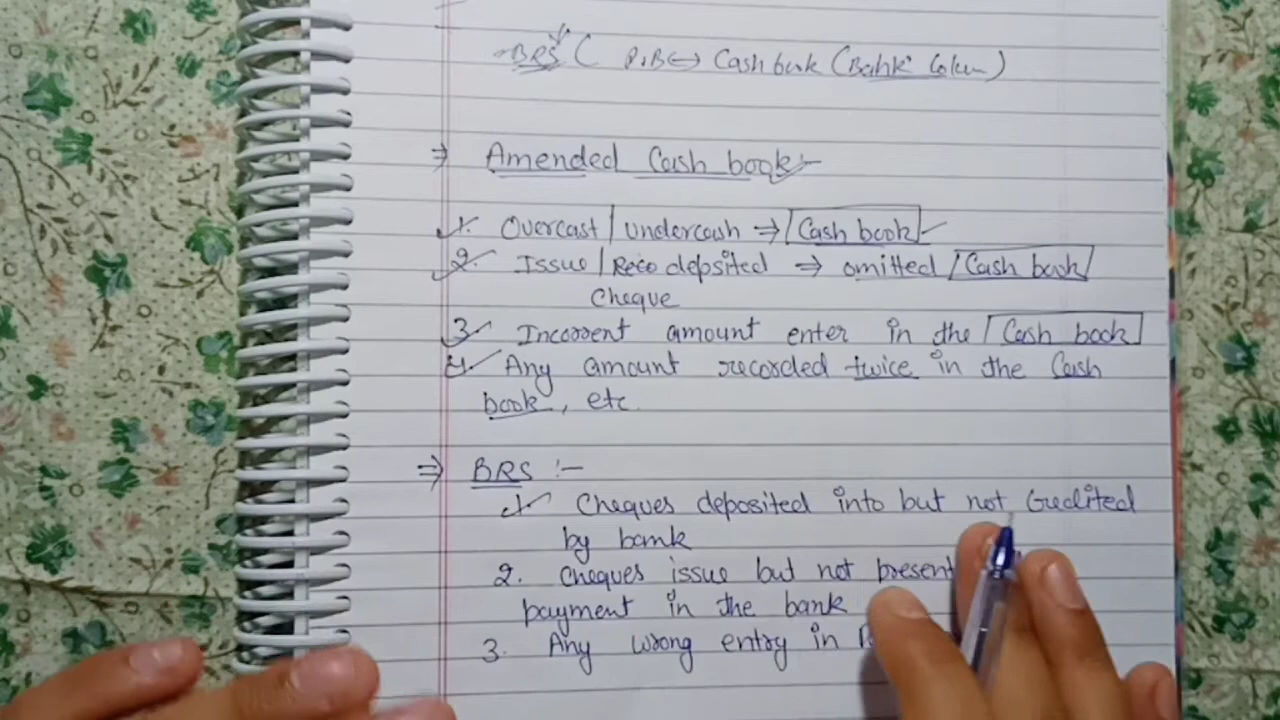 BRS ( P.B ↔ Cash book (Bank Colum)
⇒ Amended Cash book :-
1. Overcast | undercash ⇒ | Cash book |
2. Issue | Reco deposited ⇒ omitted | Cash book |
Cheque
3. Incorrent amount enter in the | Cash book |
4. Any amount recorded twice in the Cash
book, etc.
⇒ BRS :-
1. Cheques deposited into but not Credited
by bank
2. Cheques issue but not present
payment in the bank
3. Any wrong entry in